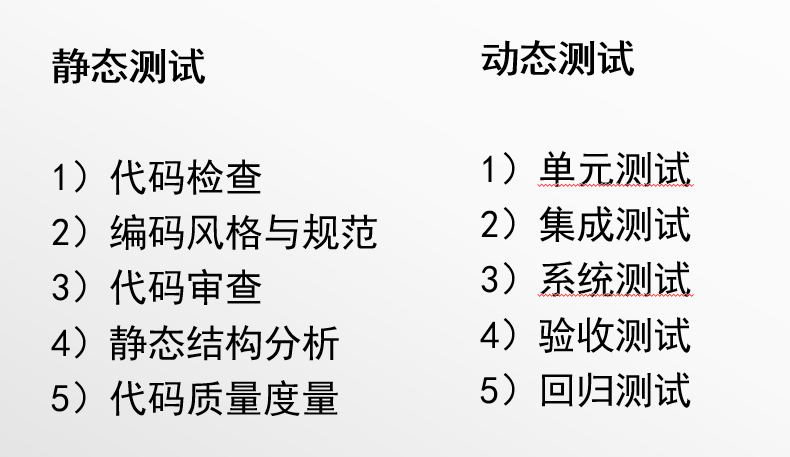 静态测试
1）代码检查
2）编码风格与规范
3）代码审查
4）静态结构分析
5）代码质量度量
动态测试
1）单元测试
2）集成测试
3）系统测试
4）验收测试
5）回归测试